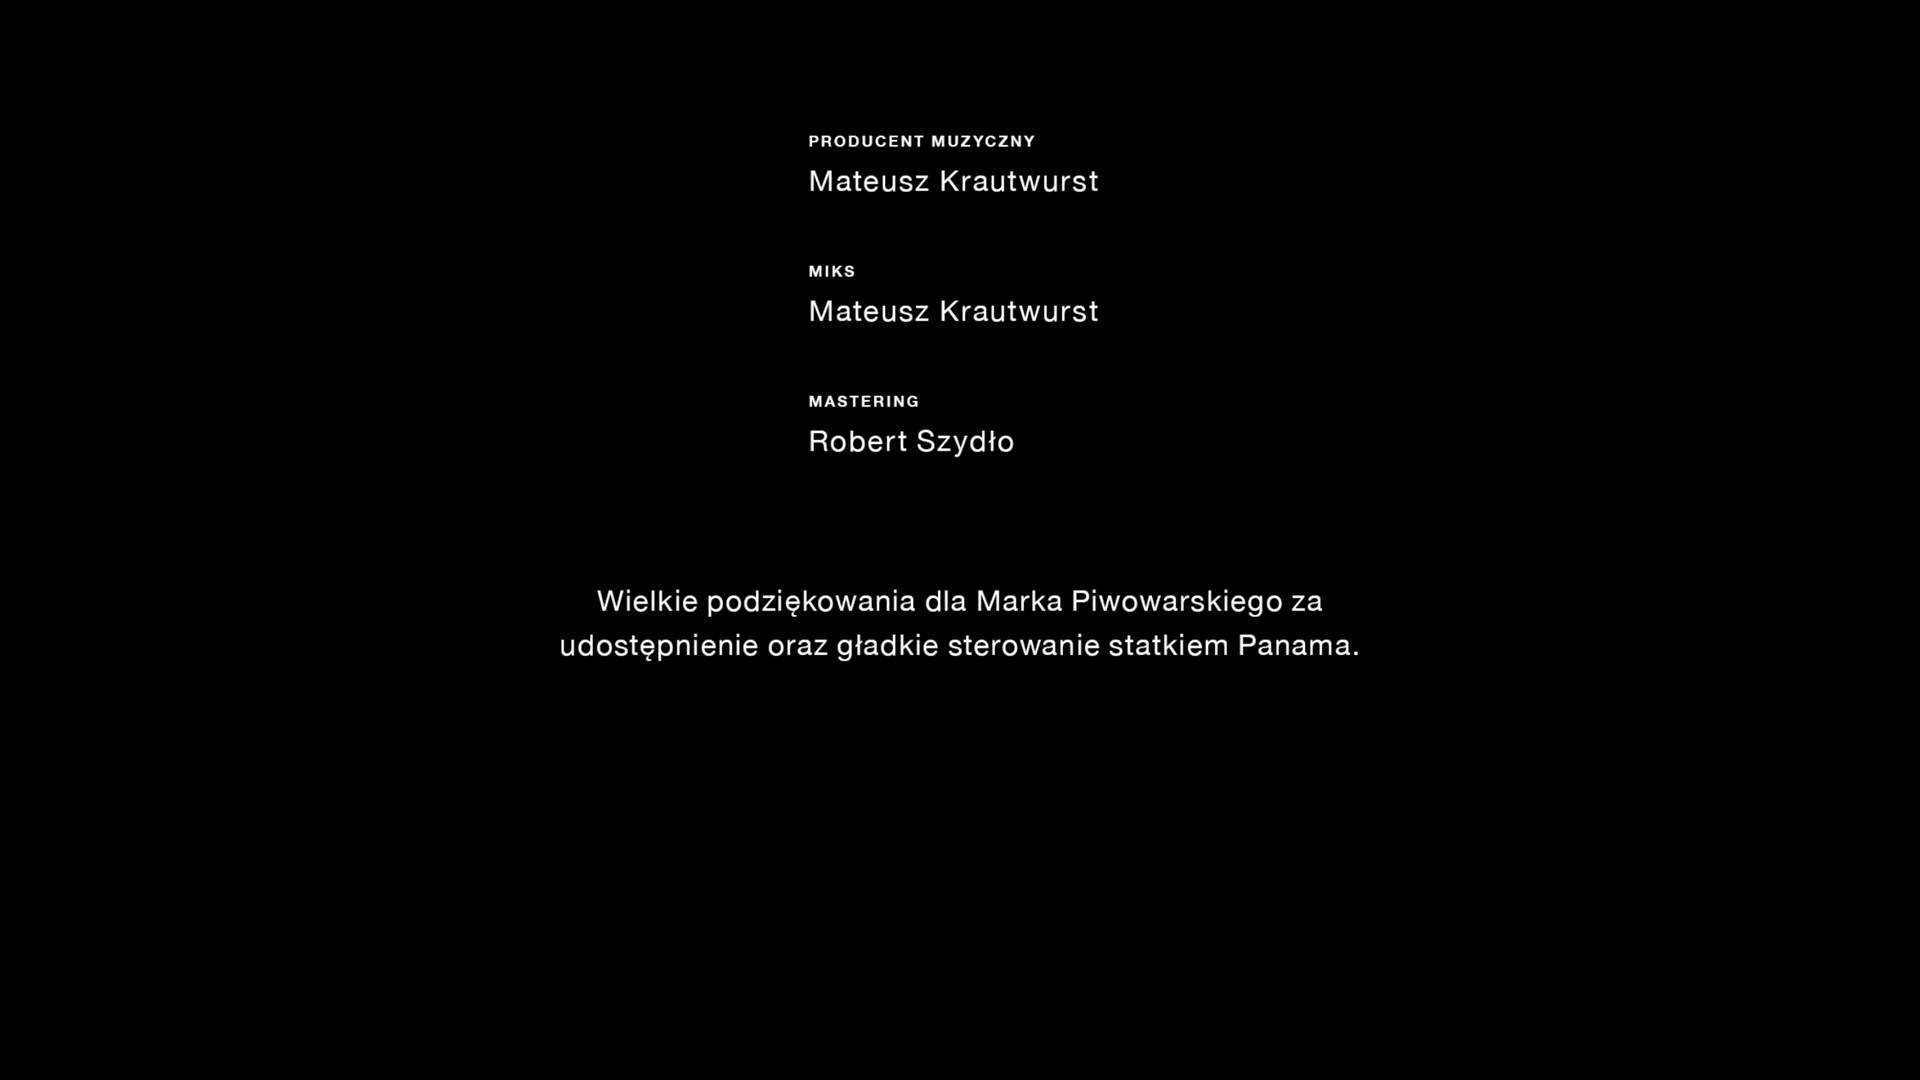 PRODUCENT MUZYCZNY
Mateusz Krautwurst
MIKS
Mateusz Krautwurst
MASTERING
Robert Szydło
Wielkie podziękowania dla Marka Piwowarskiego za
udostępnienie oraz gładkie sterowanie statkiem Panama.